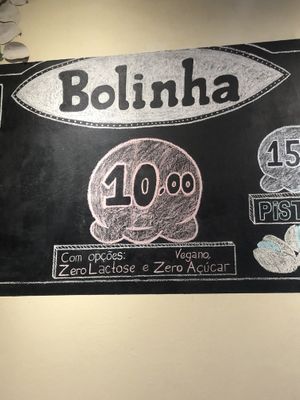 Bolinha
10.00
15
PiST
Com opções: Vegano,
Zero Lactose e Zero Açúcar